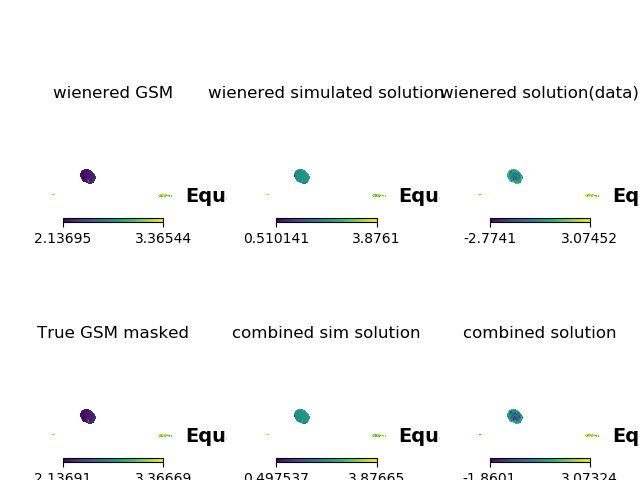 wienered GSM
wienered simulated solution
wienered solution(data)
Equ
Equ
Eq
2.13695 3.36544
0.510141 3.8761
-2.7741 3.07452
True GSM masked
combined sim solution
combined solution
Equ
Equ
Eq
2.13691 3.36669
0.497537 3.87665
-1.8601 3.07324